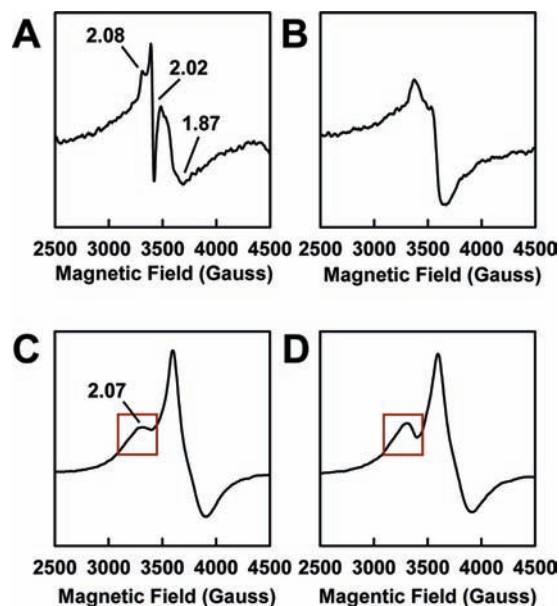 A
2.08
2.02
1.87
2500 3000 3500 4000 4500
Magnetic Field (Gauss)
B
2500 3000 3500 4000 4500
Magnetic Field (Gauss)
C
2.07
2500 3000 3500 4000 4500
Magnetic Field (Gauss)
D
2500 3000 3500 4000 4500
Magentic Field (Gauss)